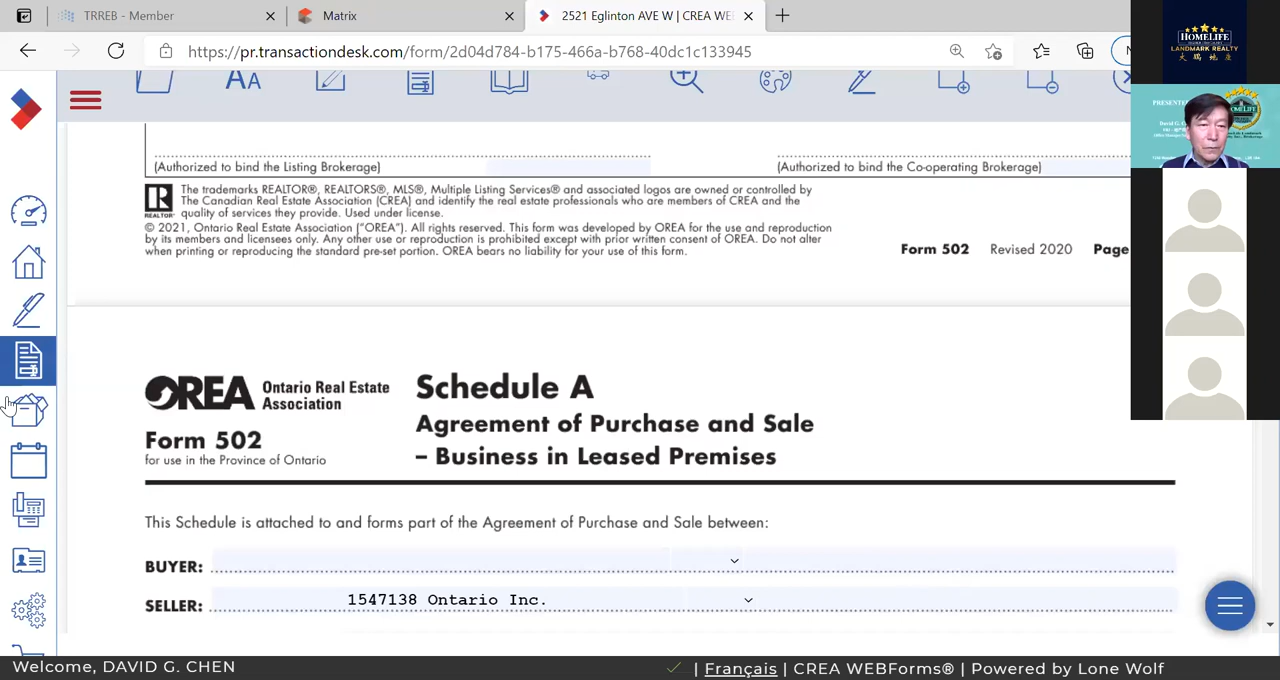 TRREB - Member
Matrix
2521 Eglinton AVE W | CREA WE
https://pr.transactiondesk.com/form/2d04d784-b175-466a-b768-40dc1c133945
HOMELIFE
LANDMARK REALTY
大鵬地產
AA
(Authorized to bind the Listing Brokerage)
(Authorized to bind the Co-operating Brokerage)
The trademarks REALTOR®, REALTORS®, MLS®, Multiple Listing Services® and associated logos are owned or controlled by
The Canadian Real Estate Association (CREA) and identify the real estate professionals who are members of CREA and the
quality of services they provide. Used under license.
R
REALTOR
© 2021, Ontario Real Estate Association ("OREA"). All rights reserved. This form was developed by OREA for the use and reproduction
by its members and licensees only. Any other use or reproduction is prohibited except with prior written consent of OREA. Do not alter
when printing or reproducing the standard pre-set portion. OREA bears no liability for your use of this form.
Form 502 Revised 2020 Page
OREA Ontario Real Estate
Association
Form 502
for use in the Province of Ontario
Schedule A
Agreement of Purchase and Sale
– Business in Leased Premises
This Schedule is attached to and forms part of the Agreement of Purchase and Sale between:
BUYER:
SELLER: 1547138 Ontario Inc.
Welcome, DAVID G. CHEN
| Français | CREA WEBForms® | Powered by Lone Wolf